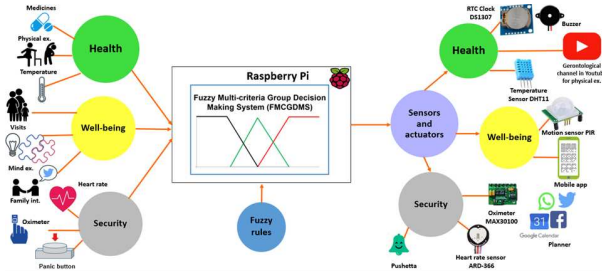 Medicines
Physical ex.
Temperature
Health
Visits
Mind ex.
Family int.
Well-being
Heart rate
Oximeter
Panic button
Security
Raspberry Pi
Fuzzy Multi-criteria Group Decision
Making System (FMCGDMS)
Fuzzy
rules
Sensors
and
actuators
RTC Clock
DS1307
Buzzer
Health
Gerontological
channel in Youtub
for physical ex.
Temperature
Sensor DHT11
Well-being
Motion sensor PIR
Mobile app
Security
Oximeter
MAX30100
31
Google Calendar
Planner
Pushetta
Heart rate sensor
ARD-366